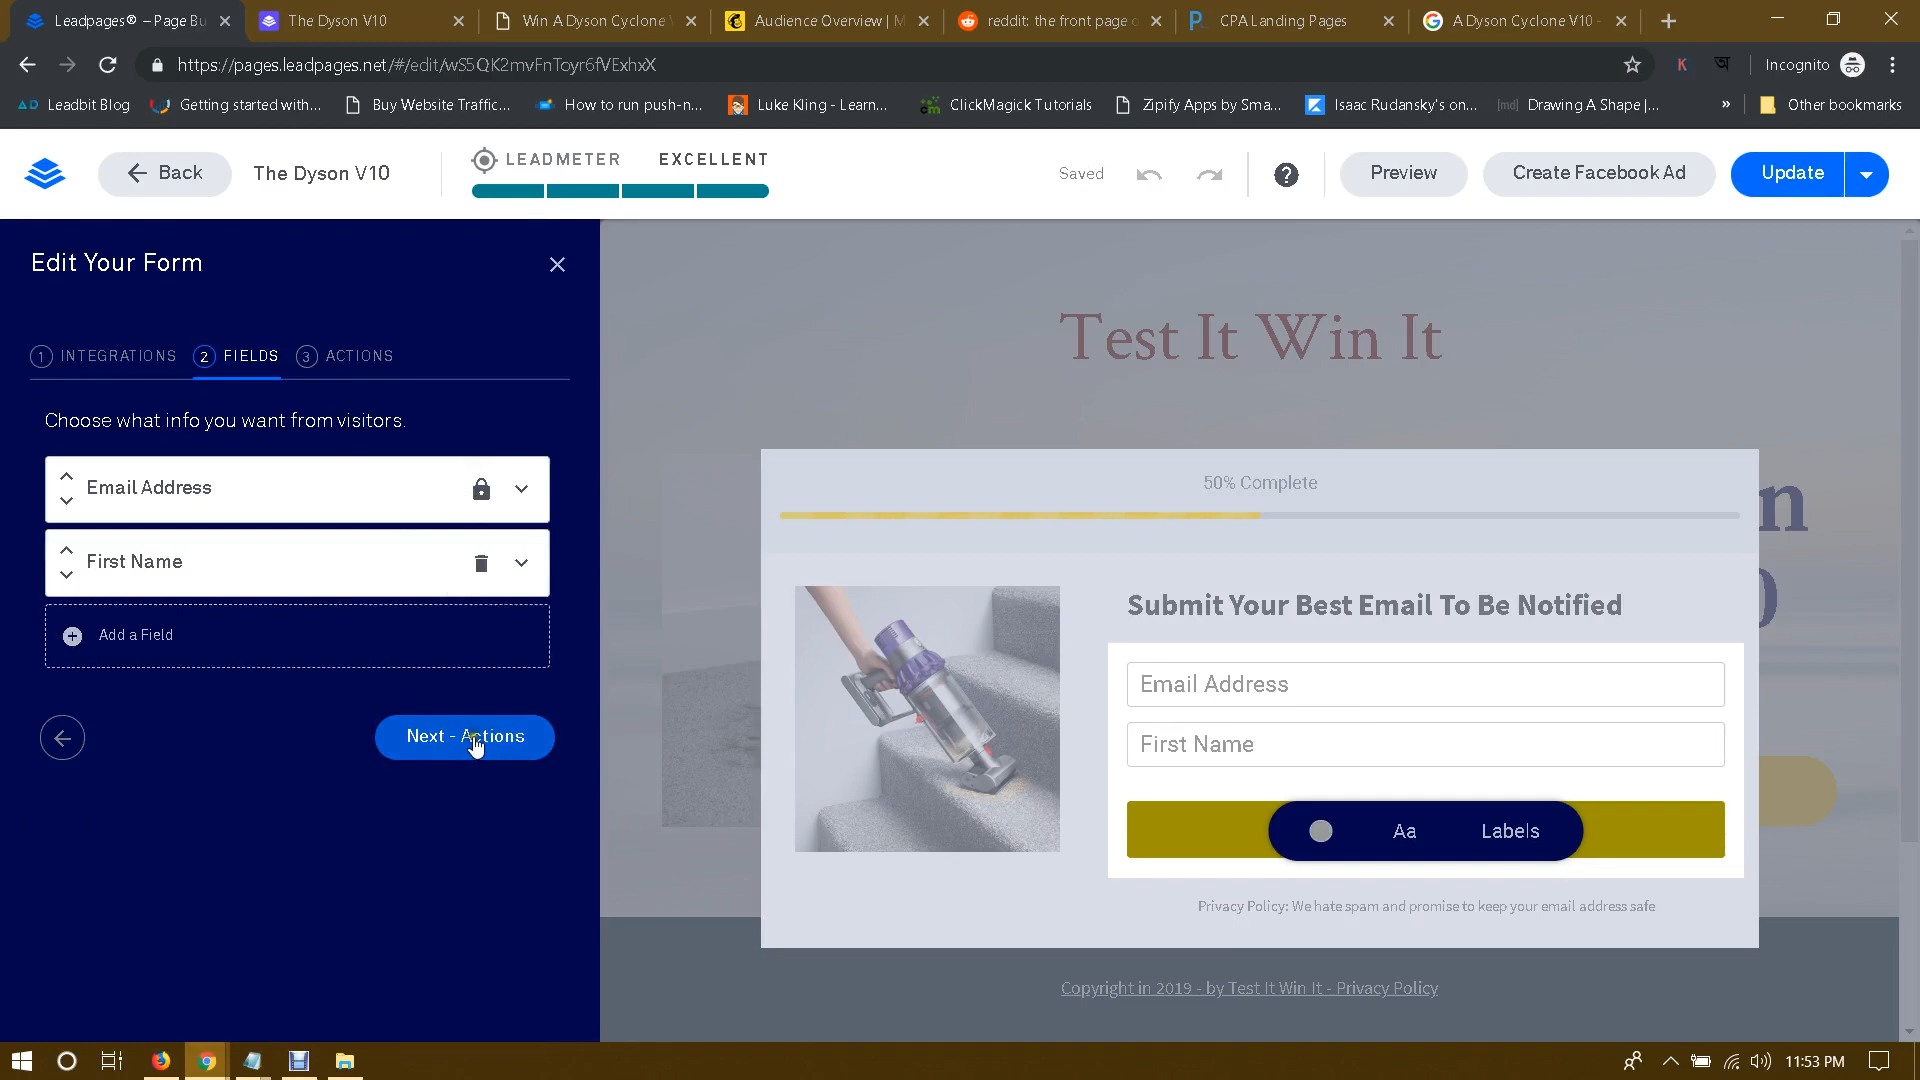 Leadpages® – Page Bu
The Dyson V10
Win A Dyson Cyclone
Audience Overview | M
reddit: the front page o
CPA Landing Pages
A Dyson Cyclone V10 -
https://pages.leadpages.net/#/edit/wS5QK2mvFnToyr6fVExhxX
K
অ
Incognito
Leadbit Blog
Getting started with...
Buy Website Traffic...
How to run push-n...
Luke Kling - Learn...
ClickMagick Tutorials
Zipify Apps by Sma...
Isaac Rudansky's on...
[md] Drawing A Shape |...
»
Other bookmarks
Back
The Dyson V10
LEADMETER EXCELLENT
Saved
?
Preview
Create Facebook Ad
Update
Edit Your Form
1 INTEGRATIONS
2 FIELDS
3 ACTIONS
Choose what info you want from visitors.
Email Address
First Name
Add a Field
Next - Actions
Test It Win It
n
0
50% Complete
Submit Your Best Email To Be Notified
Email Address
First Name
Aa
Labels
Privacy Policy: We hate spam and promise to keep your email address safe
Copyright in 2019 - by Test It Win It - Privacy Policy
11:53 PM